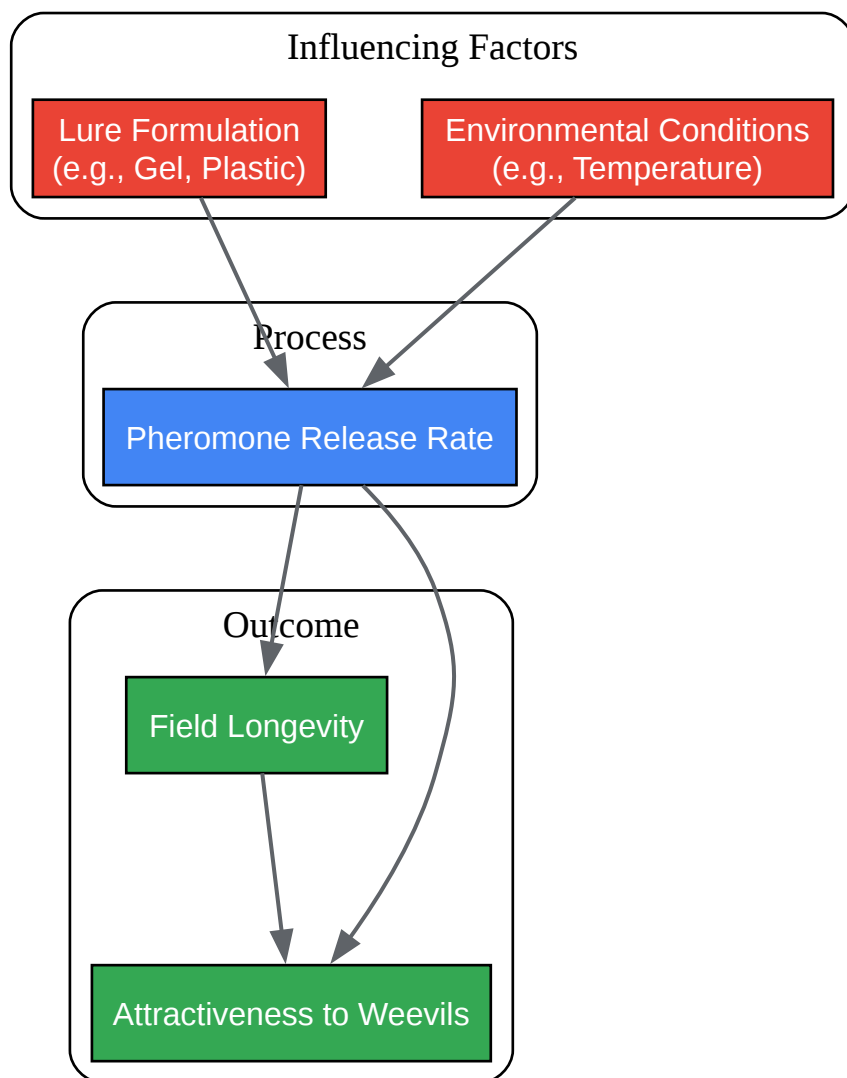 Influencing Factors
Lure Formulation
(e.g., Gel, Plastic)
Environmental Conditions
(e.g., Temperature)
Process
Pheromone Release Rate
Outcome
Field Longevity
Attractiveness to Weevils